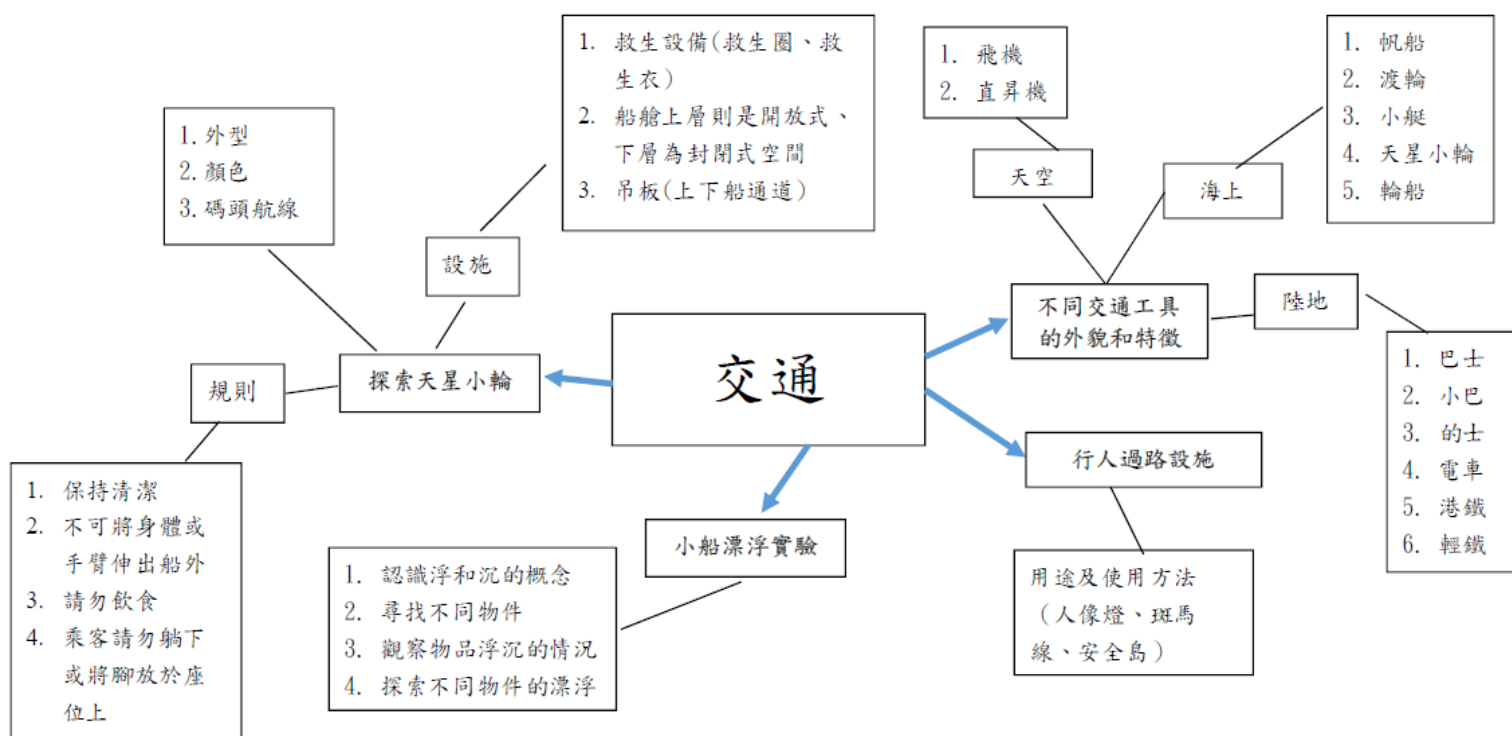 交通
探索天星小輪
1.外型
2.顏色
3.碼頭航線
設施
1. 救生設備(救生圈、救
生衣)
2. 船艙上層則是開放式、
下層為封閉式空間
3. 吊板(上下船通道)
規則
1. 保持清潔
2. 不可將身體或
手臂伸出船外
3. 請勿飲食
4. 乘客請勿躺下
或將腳放於座
位上
小船漂浮實驗
1. 認識浮和沉的概念
2. 尋找不同物件
3. 觀察物品浮沉的情況
4. 探索不同物件的漂浮
不同交通工具
的外貌和特徵
天空
1. 飛機
2. 直昇機
海上
1. 帆船
2. 渡輪
3. 小艇
4. 天星小輪
5. 輪船
陸地
1. 巴士
2. 小巴
3. 的士
4. 電車
5. 港鐵
6. 輕鐵
行人過路設施
用途及使用方法
（人像燈、斑馬
線、安全島）